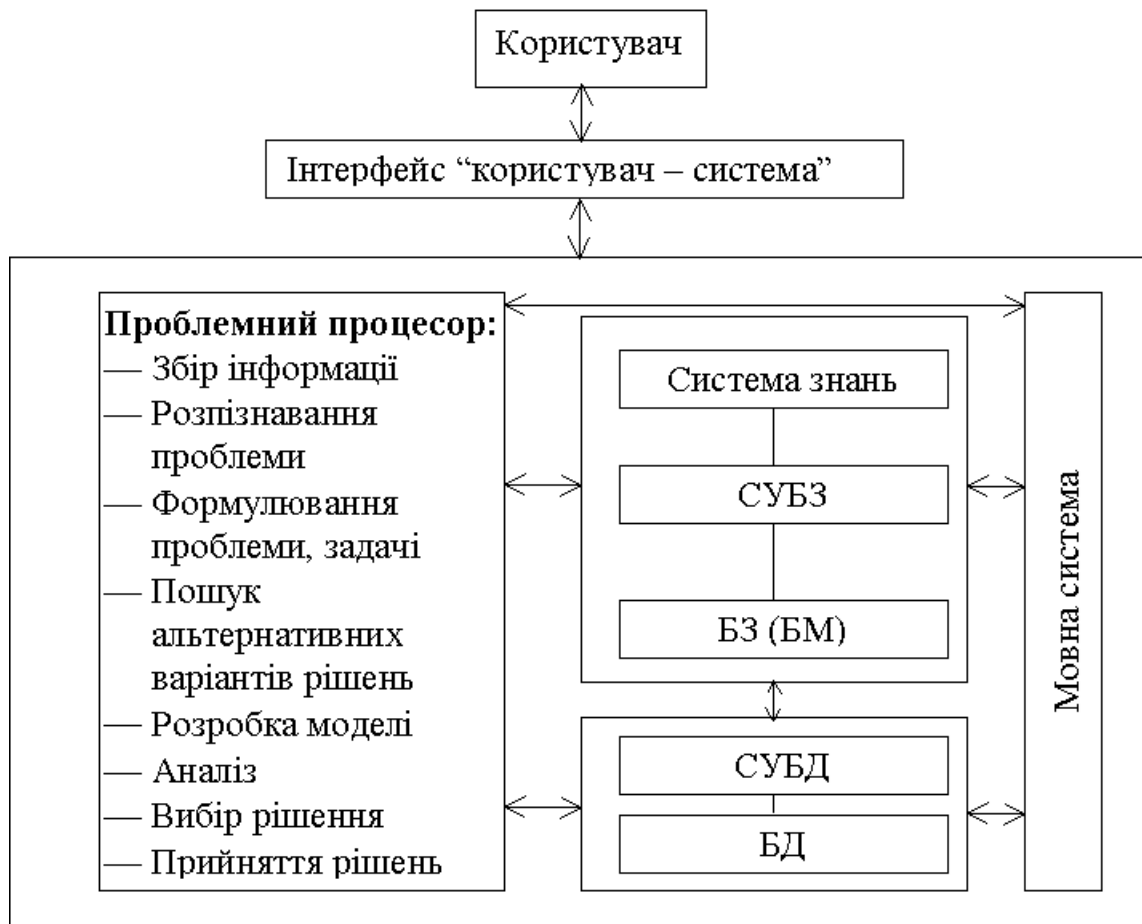 Користувач
Інтерфейс “користувач – система”
Проблемний процесор:
— Збір інформації
— Розпізнавання
проблеми
— Формулювання
проблеми, задачі
— Пошук
альтернативних
варіантів рішень
— Розробка моделі
— Аналіз
— Вибір рішення
— Прийняття рішень
Система знань
СУБЗ
БЗ (БМ)
СУБД
БД
Мовна система